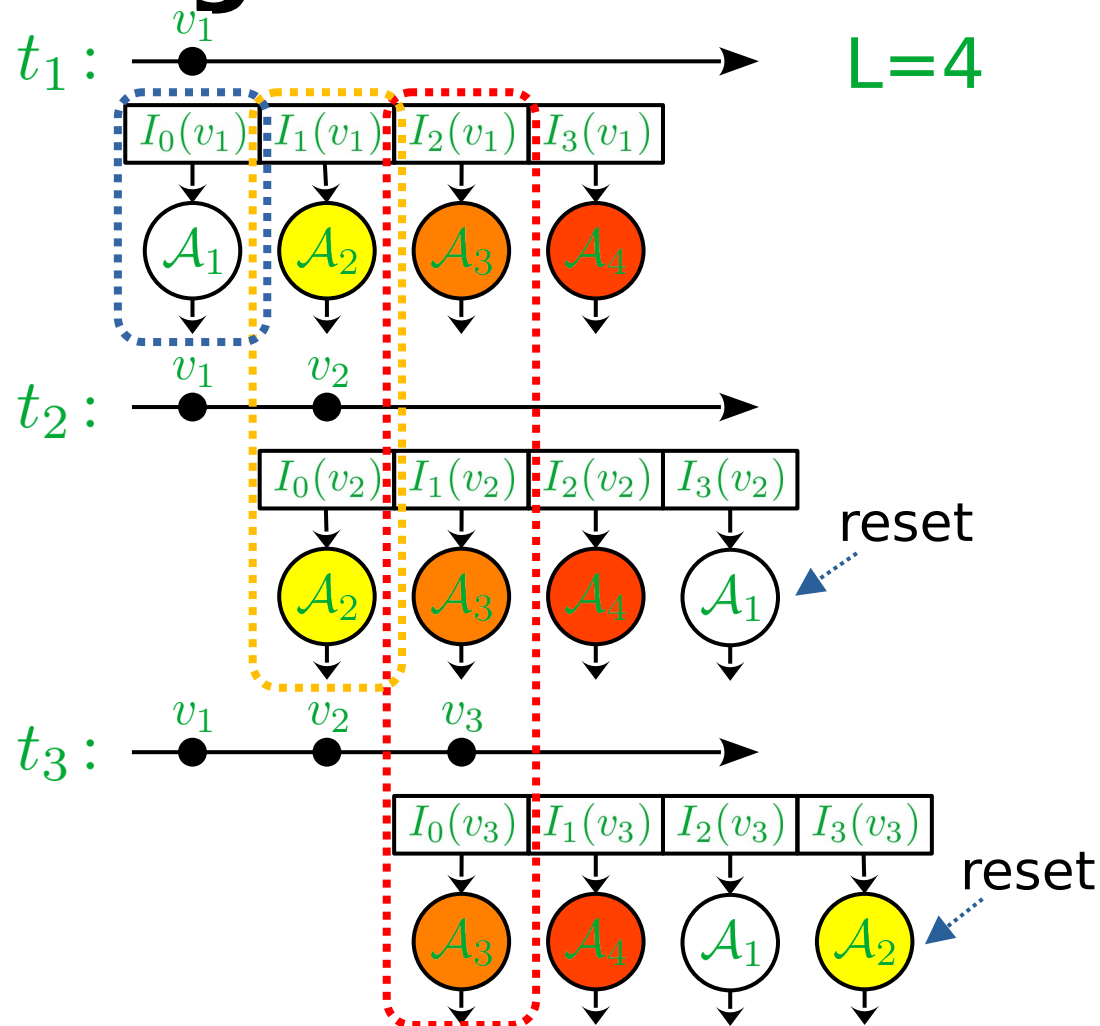 v₁
t₁: L=4
I₀(v₁) I₁(v₁) I₂(v₁) I₃(v₁)
𝒜₁ 𝒜₂ 𝒜₃ 𝒜₄
v₁ v₂
t₂:
I₀(v₂) I₁(v₂) I₂(v₂) I₃(v₂)
reset
𝒜₂ 𝒜₃ 𝒜₄ 𝒜₁
v₁ v₂ v₃
t₃:
I₀(v₃) I₁(v₃) I₂(v₃) I₃(v₃)
reset
𝒜₃ 𝒜₄ 𝒜₁ 𝒜₂